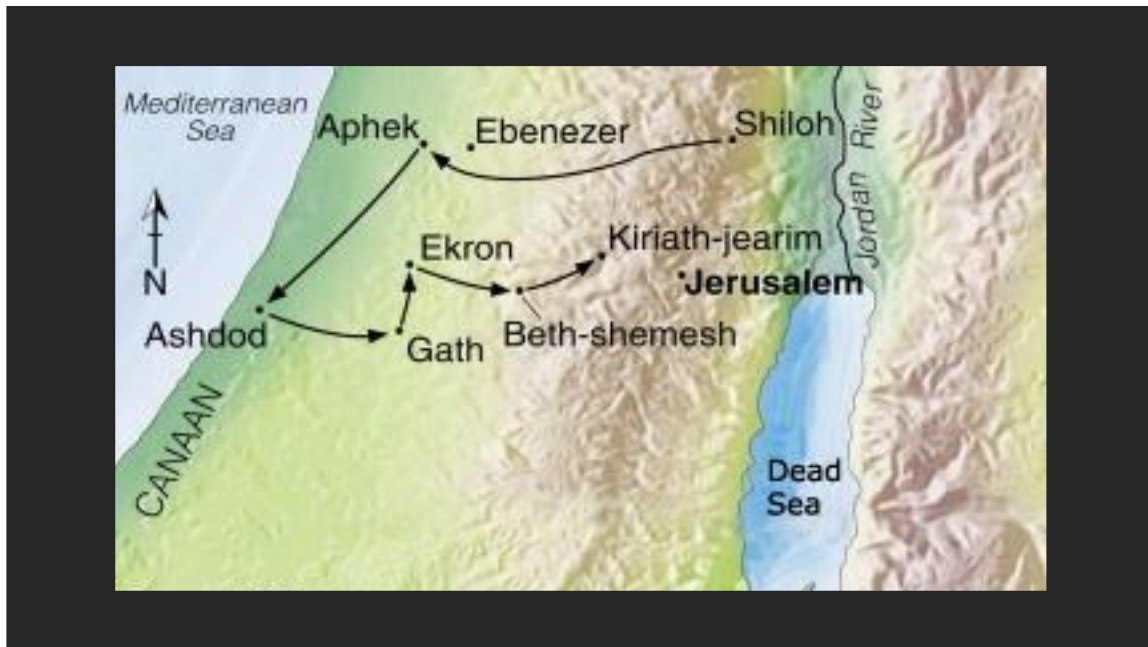 Mediterranean
Sea
Aphek
Ebenezer
Shiloh
Jordan River
N
Ekron
Kiriath-jearim
Jerusalem
Ashdod
Gath
Beth-shemesh
CANAAN
Dead
Sea